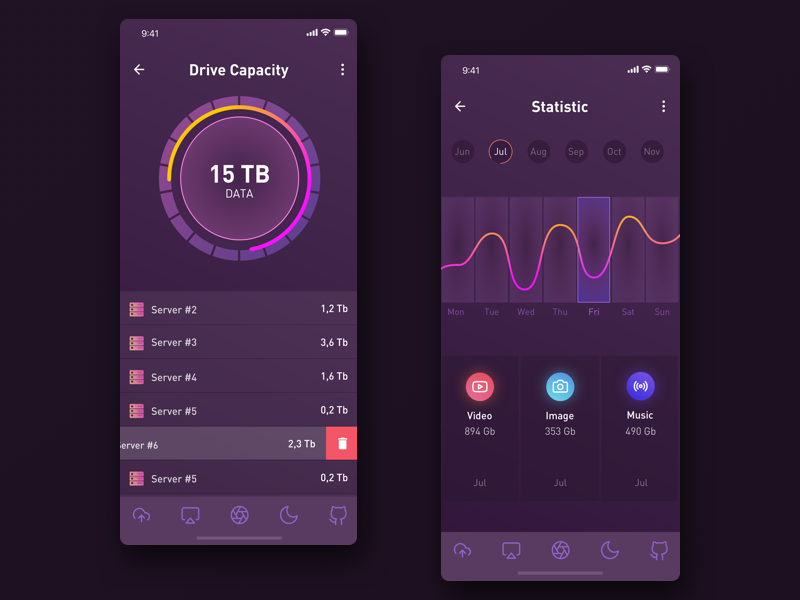 9:41
Drive Capacity
15 TB
DATA
Server #2 1,2 Tb
Server #3 3,6 Tb
Server #4 1,6 Tb
Server #5 0,2 Tb
Server #6 2,3 Tb
Server #5 0,2 Tb
9:41
Statistic
Jun Jul Aug Sep Oct Nov
Mon Tue Wed Thu Fri Sat Sun
Video Image Music
894 Gb 353 Gb 490 Gb
Jul Jul Jul